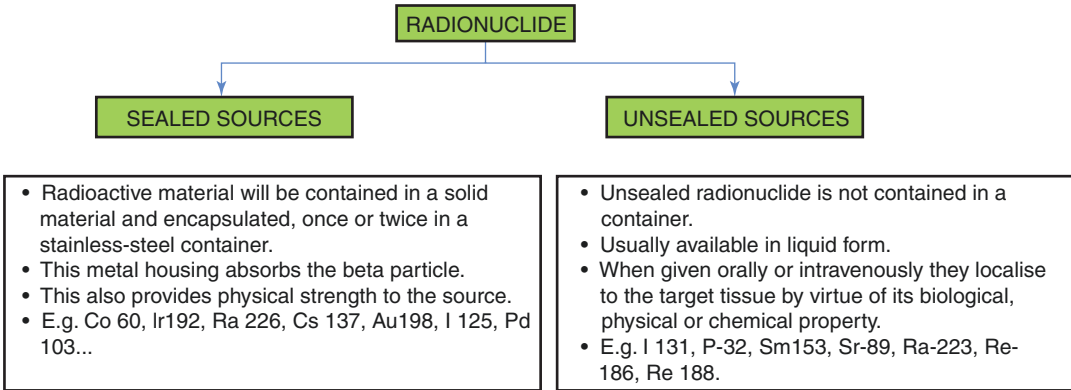 RADIONUCLIDE
SEALED SOURCES
UNSEALED SOURCES
• Radioactive material will be contained in a solid
material and encapsulated, once or twice in a
stainless-steel container.
• This metal housing absorbs the beta particle.
• This also provides physical strength to the source.
• E.g. Co 60, Ir192, Ra 226, Cs 137, Au198, I 125, Pd
103...
• Unsealed radionuclide is not contained in a
container.
• Usually available in liquid form.
• When given orally or intravenously they localise
to the target tissue by virtue of its biological,
physical or chemical property.
• E.g. I 131, P-32, Sm153, Sr-89, Ra-223, Re-
186, Re 188.